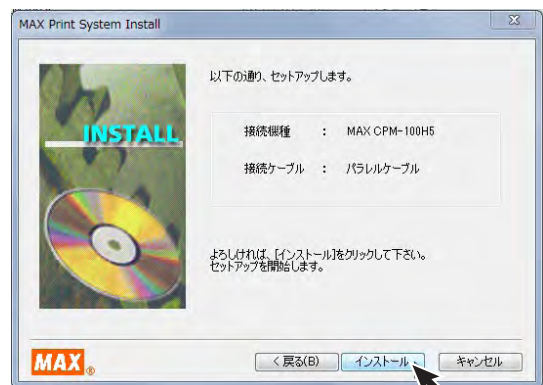 MAX Print System Install
以下の通り、セットアップします。
INSTALL
接続機種 : MAX CPM-100H5
接続ケーブル : パラレルケーブル
よろしければ、[インストール]をクリックして下さい。
セットアップを開始します。
MAX®
< 戻る(B) インストール キャンセル